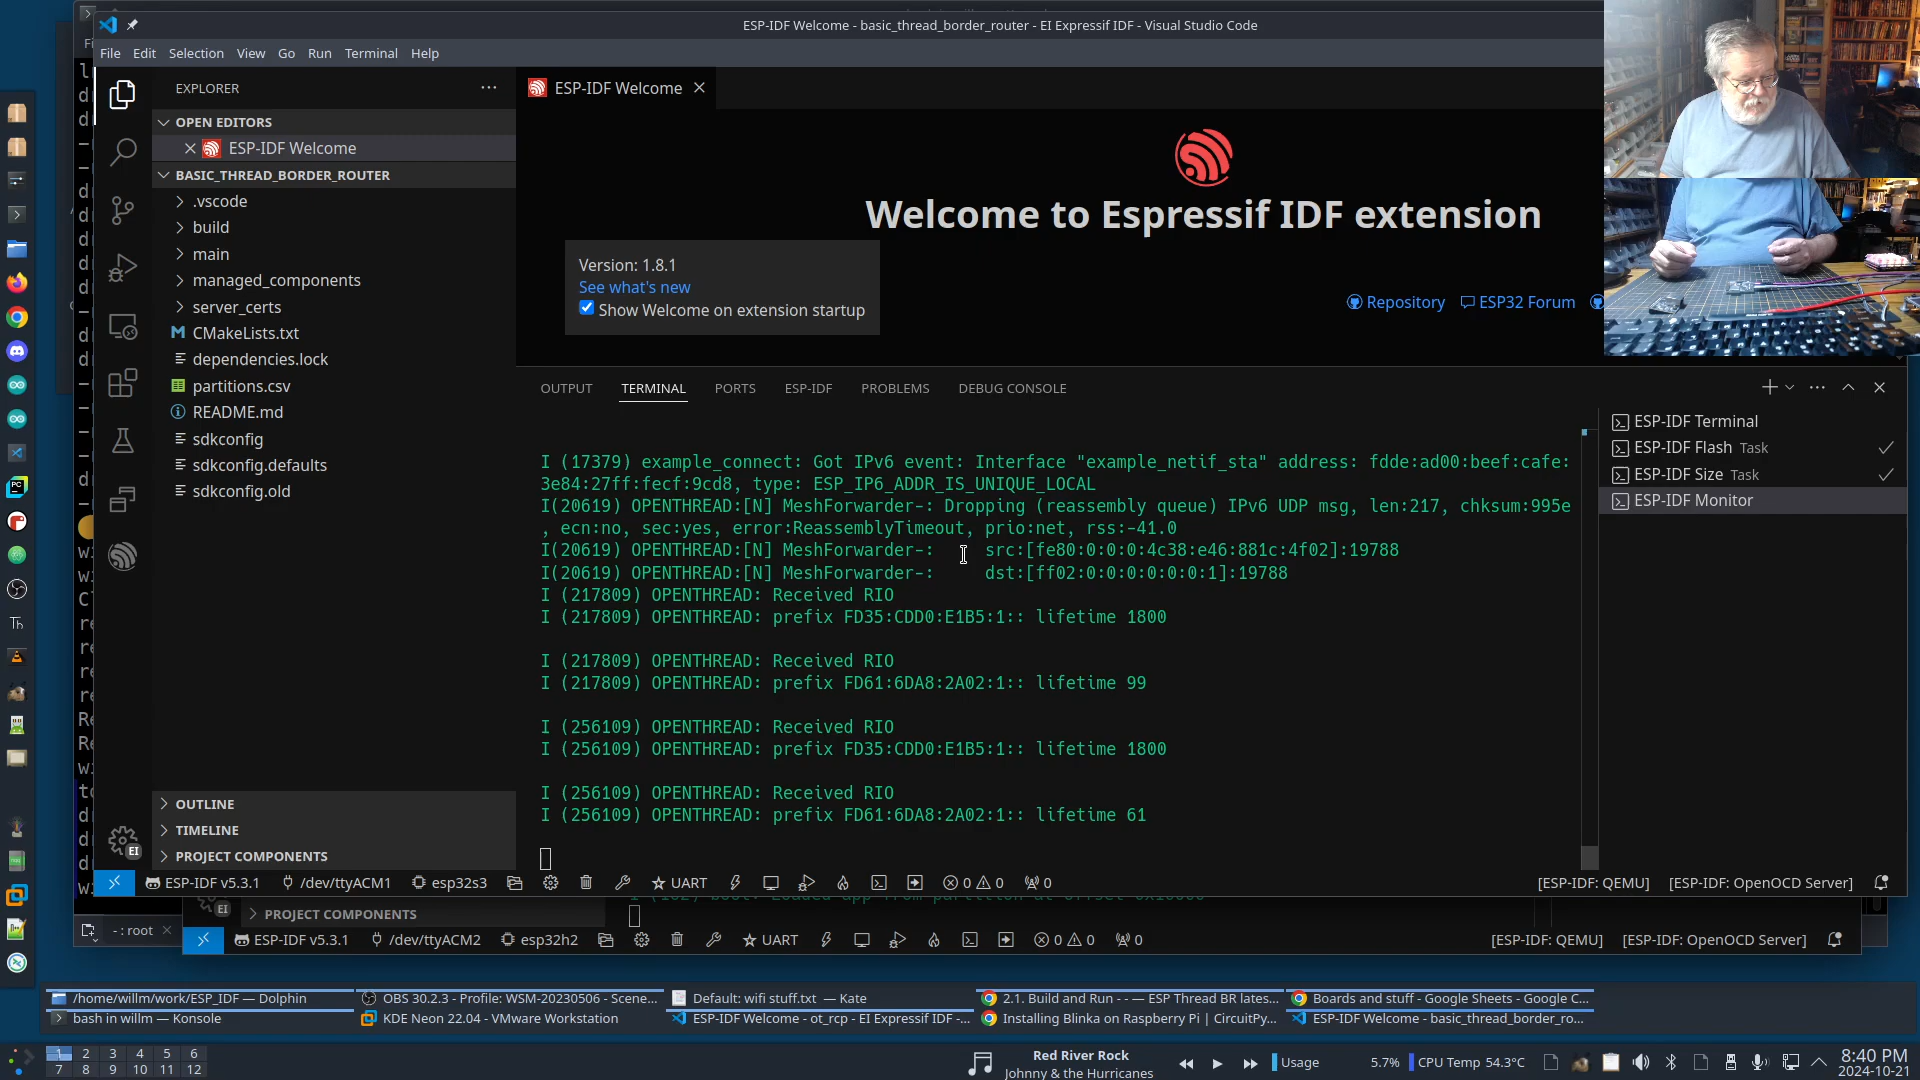 ESP-IDF Welcome - basic_thread_border_router - EI Expressif IDF - Visual Studio Code
File Edit Selection View Go Run Terminal Help
EXPLORER
OPEN EDITORS
ESP-IDF Welcome
BASIC_THREAD_BORDER_ROUTER
.vscode
build
main
managed_components
server_certs
CMakeLists.txt
dependencies.lock
partitions.csv
README.md
sdkconfig
sdkconfig.defaults
sdkconfig.old
OUTLINE
TIMELINE
PROJECT COMPONENTS
ESP-IDF Welcome
Welcome to Espressif IDF extension
Version: 1.8.1
See what's new
Show Welcome on extension startup
Repository ESP32 Forum
OUTPUT TERMINAL PORTS ESP-IDF PROBLEMS DEBUG CONSOLE
I (17379) example_connect: Got IPv6 event: Interface "example_netif_sta" address: fdde:ad00:beef:cafe:
3e84:27ff:fecf:9cd8, type: ESP_IP6_ADDR_IS_UNIQUE_LOCAL
I(20619) OPENTHREAD:[N] MeshForwarder-: Dropping (reassembly queue) IPv6 UDP msg, len:217, chksum:995e
, ecn:no, sec:yes, error:ReassemblyTimeout, prio:net, rss:-41.0
I(20619) OPENTHREAD:[N] MeshForwarder-: src:[fe80:0:0:0:4c38:e46:881c:4f02]:19788
I(20619) OPENTHREAD:[N] MeshForwarder-: dst:[ff02:0:0:0:0:0:0:1]:19788
I (217809) OPENTHREAD: Received RIO
I (217809) OPENTHREAD: prefix FD35:CDD0:E1B5:1:: lifetime 1800
I (217809) OPENTHREAD: Received RIO
I (217809) OPENTHREAD: prefix FD61:6DA8:2A02:1:: lifetime 99
I (256109) OPENTHREAD: Received RIO
I (256109) OPENTHREAD: prefix FD35:CDD0:E1B5:1:: lifetime 1800
I (256109) OPENTHREAD: Received RIO
I (256109) OPENTHREAD: prefix FD61:6DA8:2A02:1:: lifetime 61
ESP-IDF Terminal
ESP-IDF Flash Task
ESP-IDF Size Task
ESP-IDF Monitor
EI
ESP-IDF v5.3.1 /dev/ttyACM1 esp32s3 UART 0 0 0 [ESP-IDF: QEMU] [ESP-IDF: OpenOCD Server]
EI
PROJECT COMPONENTS
- : root
ESP-IDF v5.3.1 /dev/ttyACM2 esp32h2 UART 0 0 0 [ESP-IDF: QEMU] [ESP-IDF: OpenOCD Server]
/home/willm/work/ESP_IDF — Dolphin
OBS 30.2.3 - Profile: WSM-20230506 - Scene...
Default: wifi stuff.txt — Kate
2.1. Build and Run - - — ESP Thread BR lates...
Boards and stuff - Google Sheets - Google C...
bash in willm — Konsole
KDE Neon 22.04 - VMware Workstation
ESP-IDF Welcome - ot_rcp - EI Expressif IDF -...
Installing Blinka on Raspberry Pi | CircuitPy...
ESP-IDF Welcome - basic_thread_border_ro...
1 2 3 4 5 6
7 8 9 10 11 12
Red River Rock
Johnny & the Hurricanes
Usage 5.7% CPU Temp 54.3°C
8:40 PM
2024-10-21